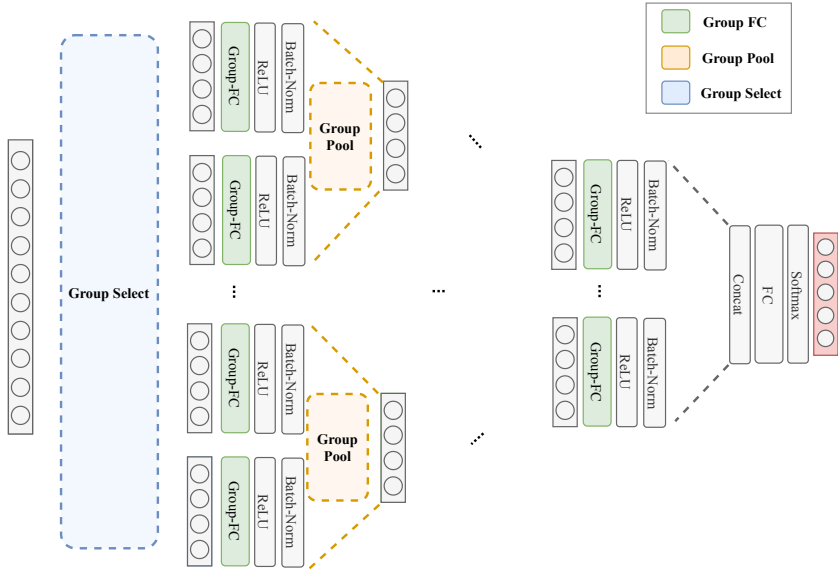 Group FC
Group Pool
Group Select
Group Select
Group-FC
ReLU
Batch-Norm
Group
Pool
Group-FC
ReLU
Batch-Norm
...
...
...
Group-FC
ReLU
Batch-Norm
Group
Pool
Group-FC
ReLU
Batch-Norm
...
Group-FC
ReLU
Batch-Norm
...
Group-FC
ReLU
Batch-Norm
Concat
FC
Softmax